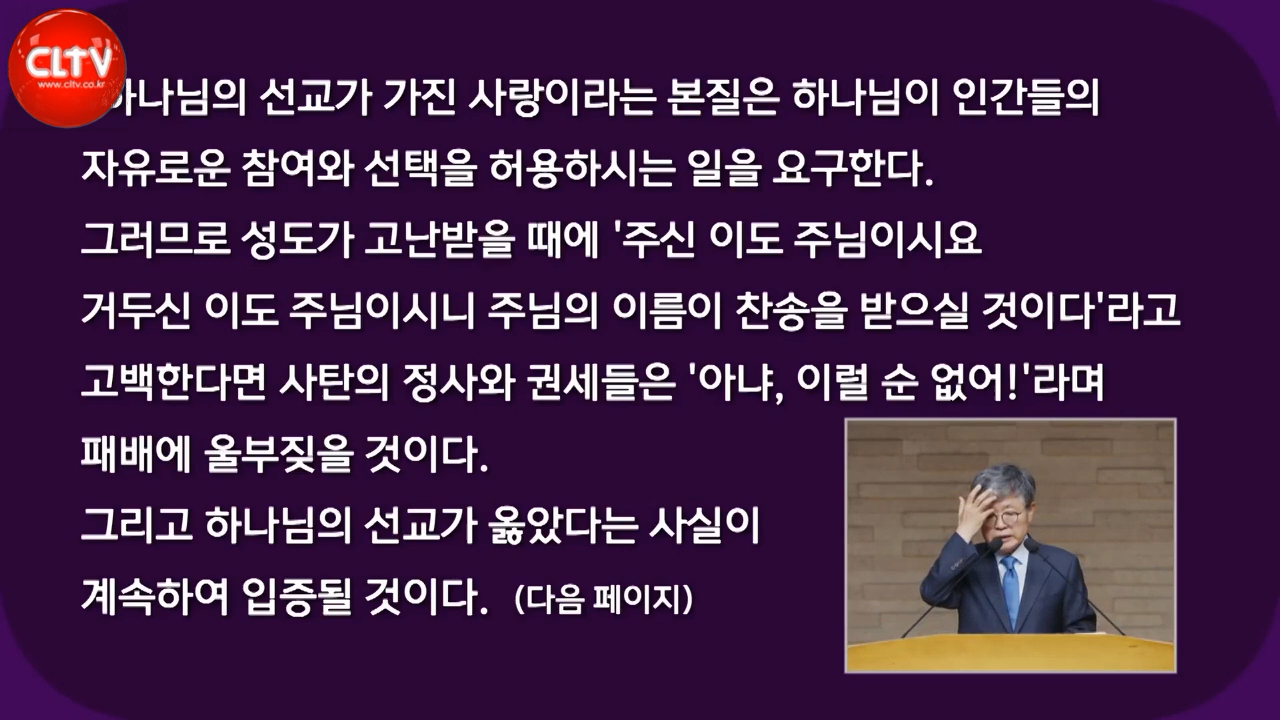 CLTV
www.cltv.co.kr
하나님의 선교가 가진 사랑이라는 본질은 하나님이 인간들의
자유로운 참여와 선택을 허용하시는 일을 요구한다.
그러므로 성도가 고난받을 때에 '주신 이도 주님이시요
거두신 이도 주님이시니 주님의 이름이 찬송을 받으실 것이다'라고
고백한다면 사탄의 정사와 권세들은 '아냐, 이럴 순 없어!'라며
패배에 울부짖을 것이다.
그리고 하나님의 선교가 옳았다는 사실이
계속하여 입증될 것이다. (다음 페이지)